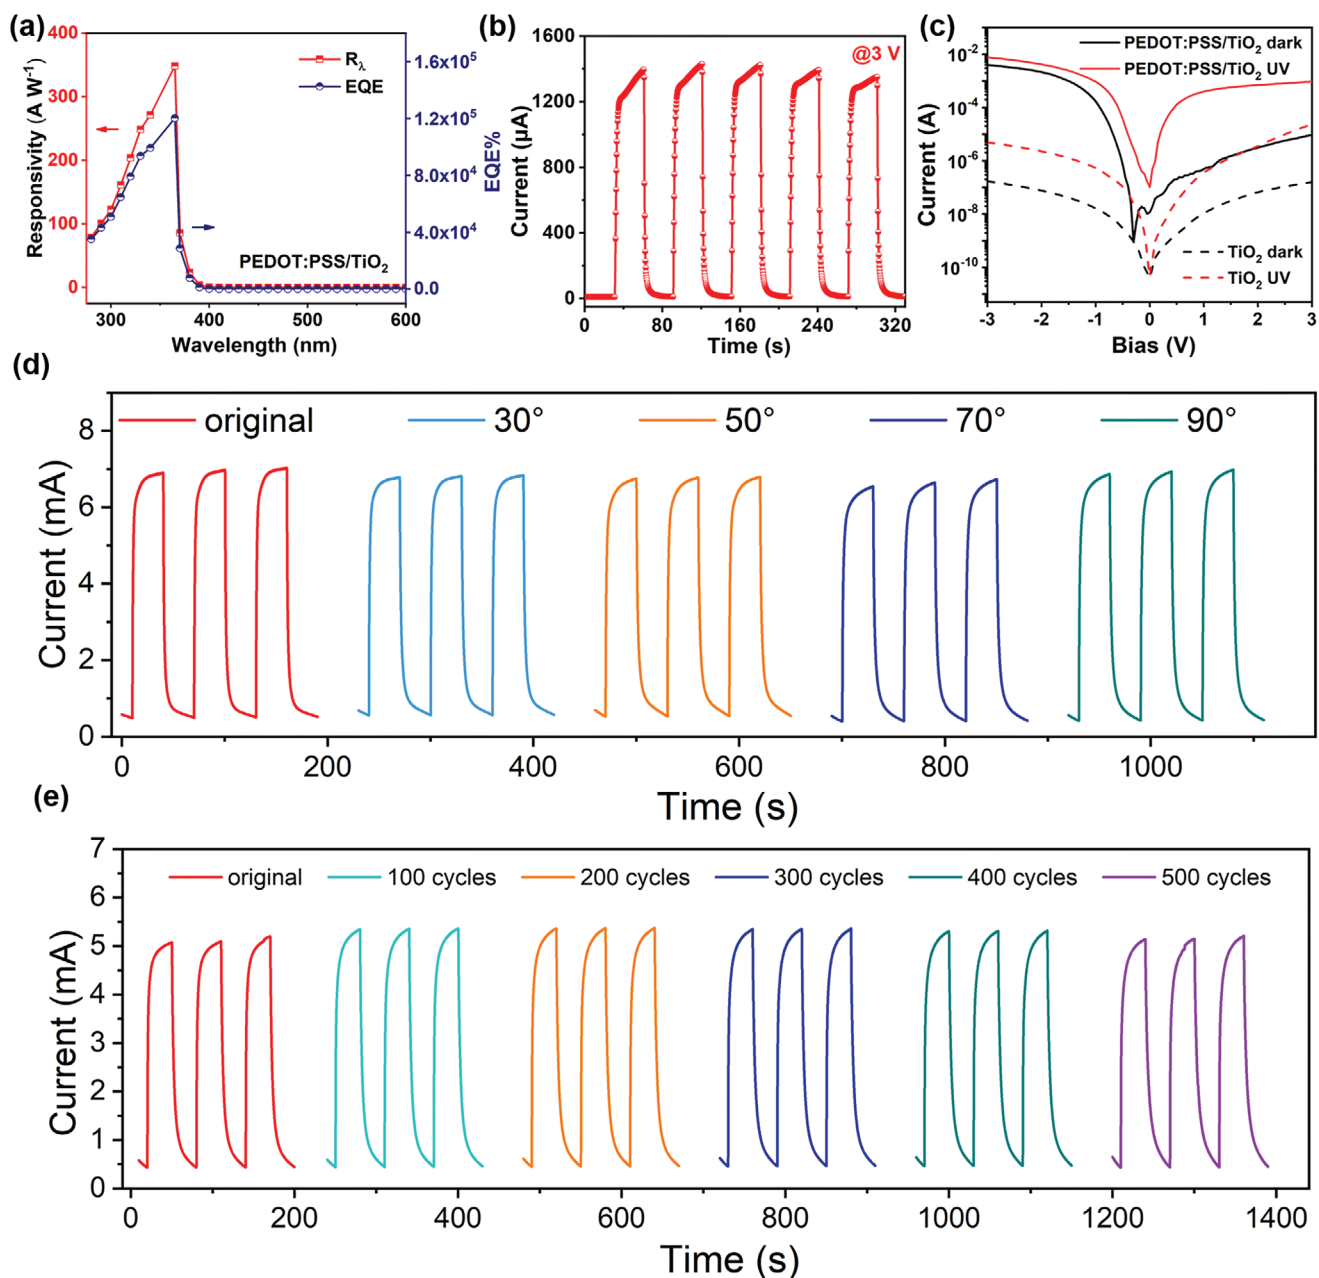 (a)
400
300
200
100
0
Responsivity (A W-1)
Rλ
EQE
1.6x10⁵
1.2x10⁵
8.0x10⁴
4.0x10⁴
0.0
EQE%
PEDOT:PSS/TiO₂
300
400
500
600
Wavelength (nm)
(b)
1600
1200
800
400
0
Current (µA)
@3 V
0
80
160
240
320
Time (s)
(c)
10⁻²
10⁻⁴
10⁻⁶
10⁻⁸
10⁻¹⁰
Current (A)
PEDOT:PSS/TiO₂ dark
PEDOT:PSS/TiO₂ UV
TiO₂ dark
TiO₂ UV
-3
-2
-1
0
1
2
3
Bias (V)
(d)
original
30°
50°
70°
90°
8
6
4
2
0
Current (mA)
0
200
400
600
800
1000
Time (s)
(e)
7
6
5
4
3
2
1
0
Current (mA)
original
100 cycles
200 cycles
300 cycles
400 cycles
500 cycles
0
200
400
600
800
1000
1200
1400
Time (s)